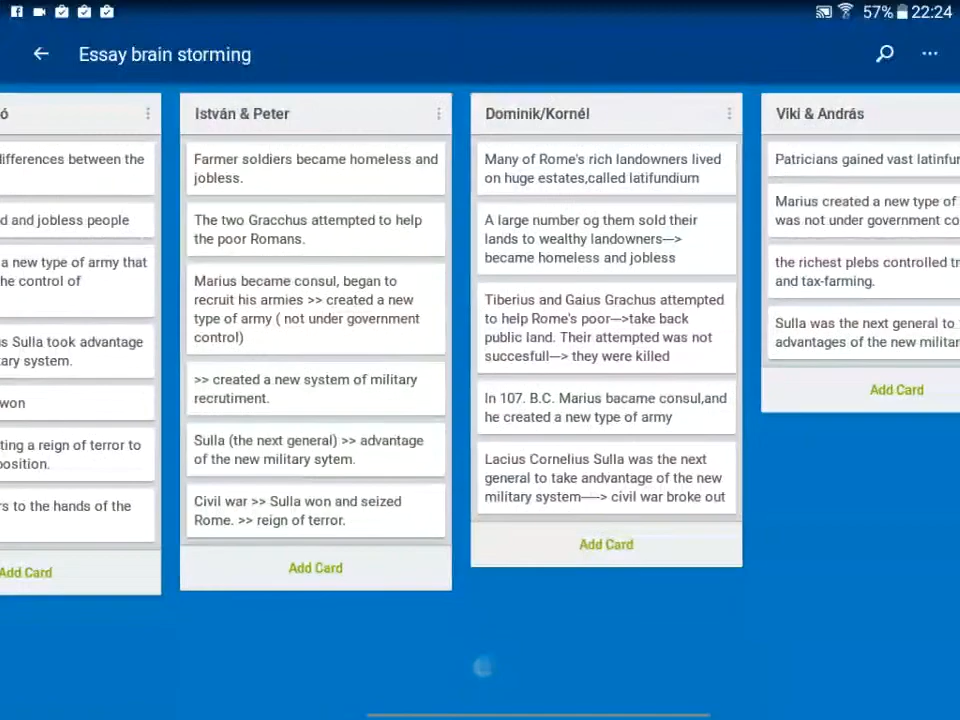 57% 22:24
Essay brain storming
ó
ifferences between the
d and jobless people
a new type of army that
he control of
s Sulla took advantage
tary system.
won
ting a reign of terror to
position.
rs to the hands of the
Add Card
István & Peter
Farmer soldiers became homeless and
jobless.
The two Gracchus attempted to help
the poor Romans.
Marius became consul, began to
recruit his armies >> created a new
type of army ( not under government
control)
>> created a new system of military
recrutiment.
Sulla (the next general) >> advantage
of the new military sytem.
Civil war >> Sulla won and seized
Rome. >> reign of terror.
Add Card
Dominik/Kornél
Many of Rome's rich landowners lived
on huge estates,called latifundium
A large number og them sold their
lands to wealthy landowners—>
became homeless and jobless
Tiberius and Gaius Grachus attempted
to help Rome's poor—>take back
public land. Their attempted was not
succesfull—> they were killed
In 107. B.C. Marius bacame consul,and
he created a new type of army
Lacius Cornelius Sulla was the next
general to take andvantage of the new
military system—-> civil war broke out
Add Card
Viki & András
Patricians gained vast latinfur
Marius created a new type of
was not under government co
the richest plebs controlled tr
and tax-farming.
Sulla was the next general to
advantages of the new militar
Add Card